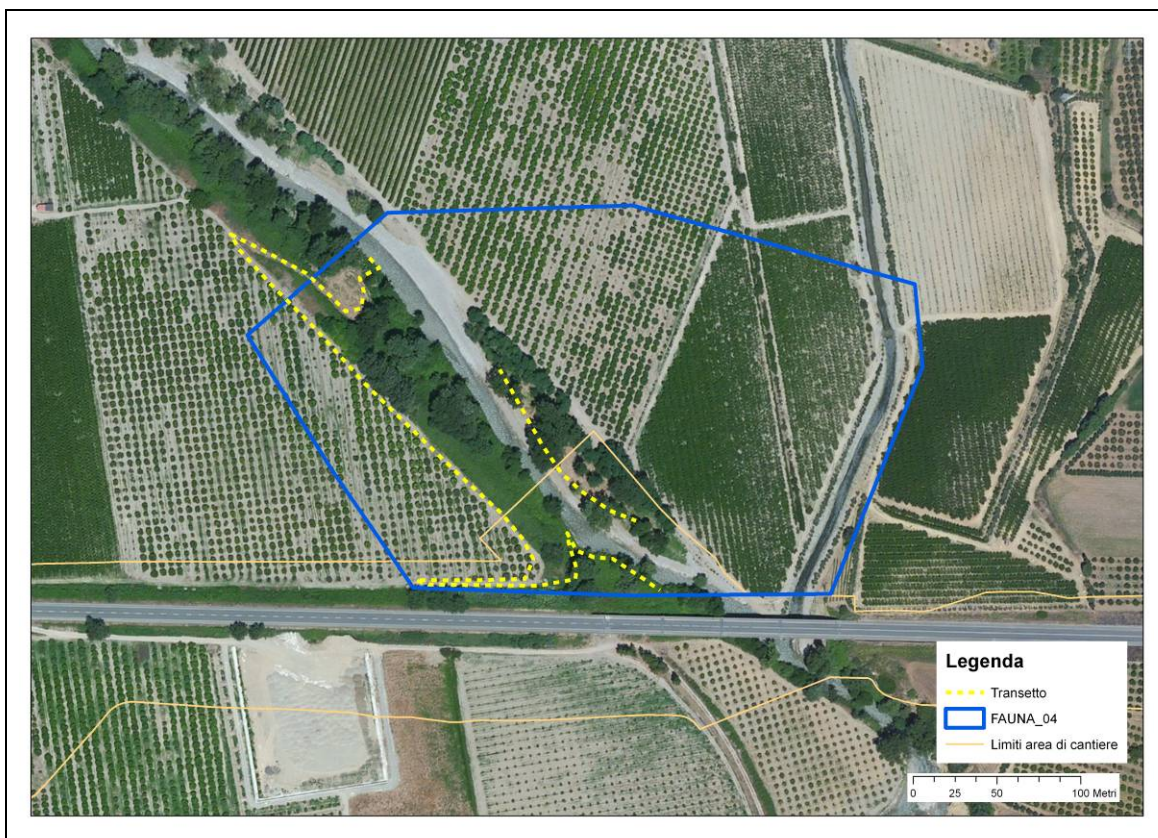 Legenda
Transetto
FAUNA_04
Limiti area di cantiere
0 25 50 100 Metri